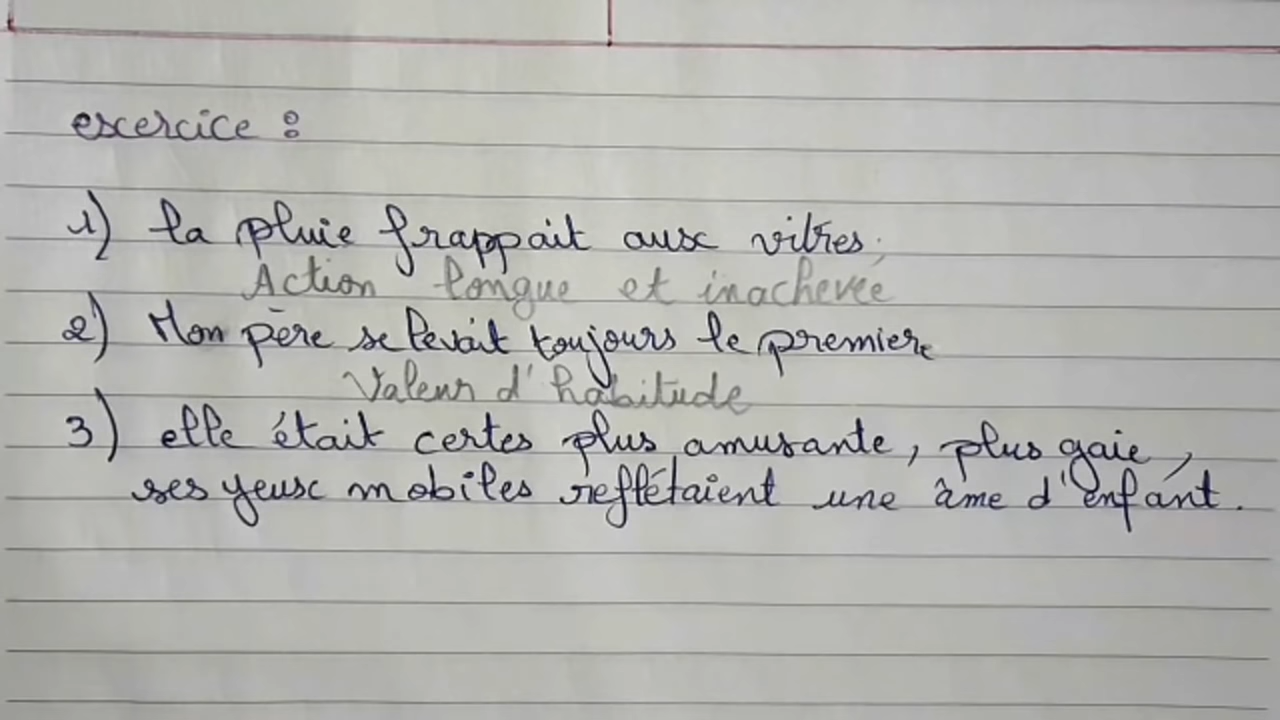 exercice :
1) la pluie frappait aux vitres.
Action longue et inachevée
2) Mon père se levait toujours le premiere
Valeur d'habitude
3) elle était certes plus amusante, plus gaie,
ses yeux mobiles reflétaient une âme d'enfant.